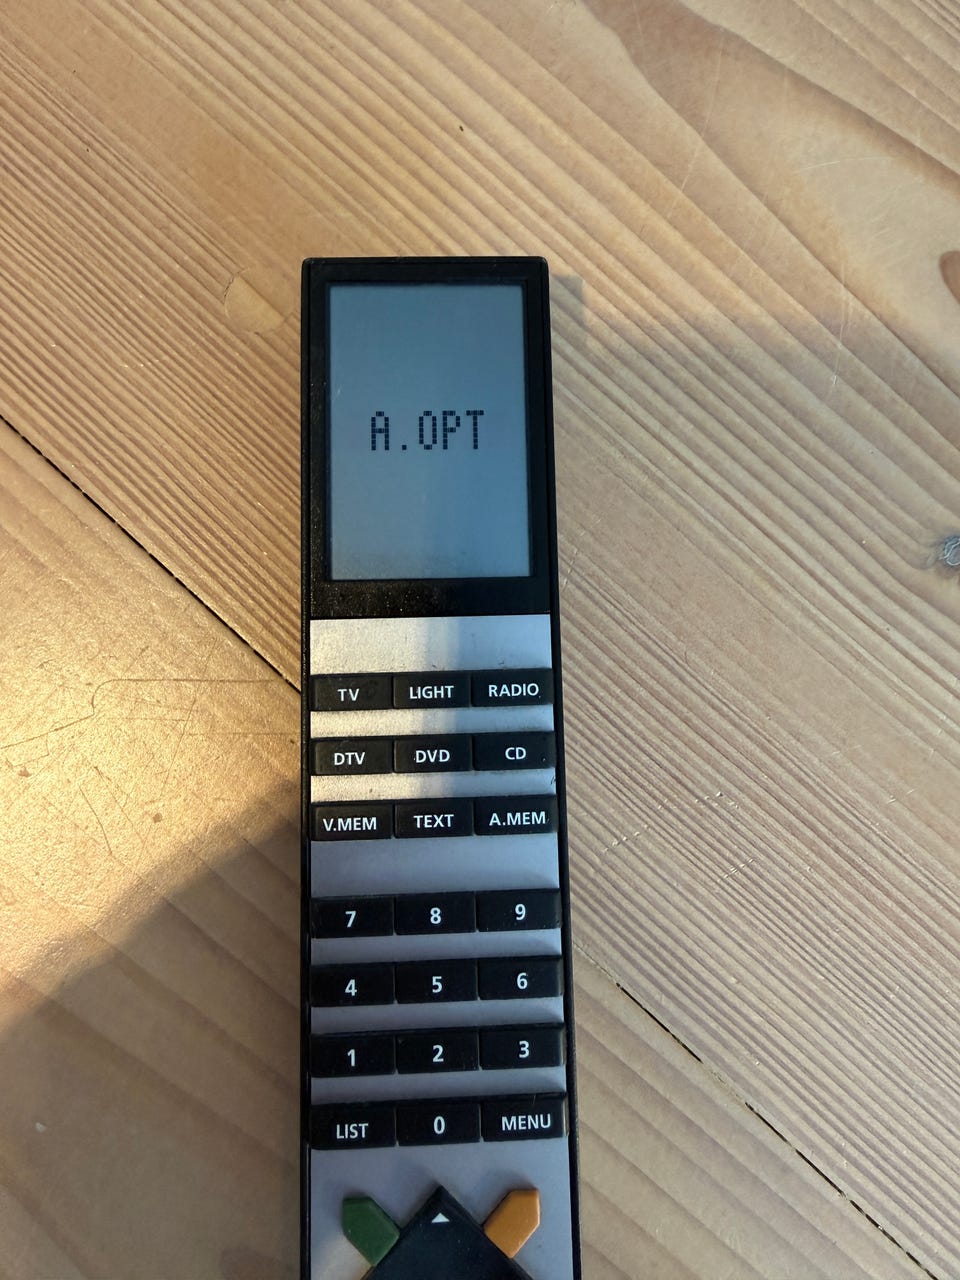 A.OPT
TV LIGHT RADIO
DTV DVD CD
V.MEM TEXT A.MEM
7 8 9
4 5 6
1 2 3
LIST 0 MENU